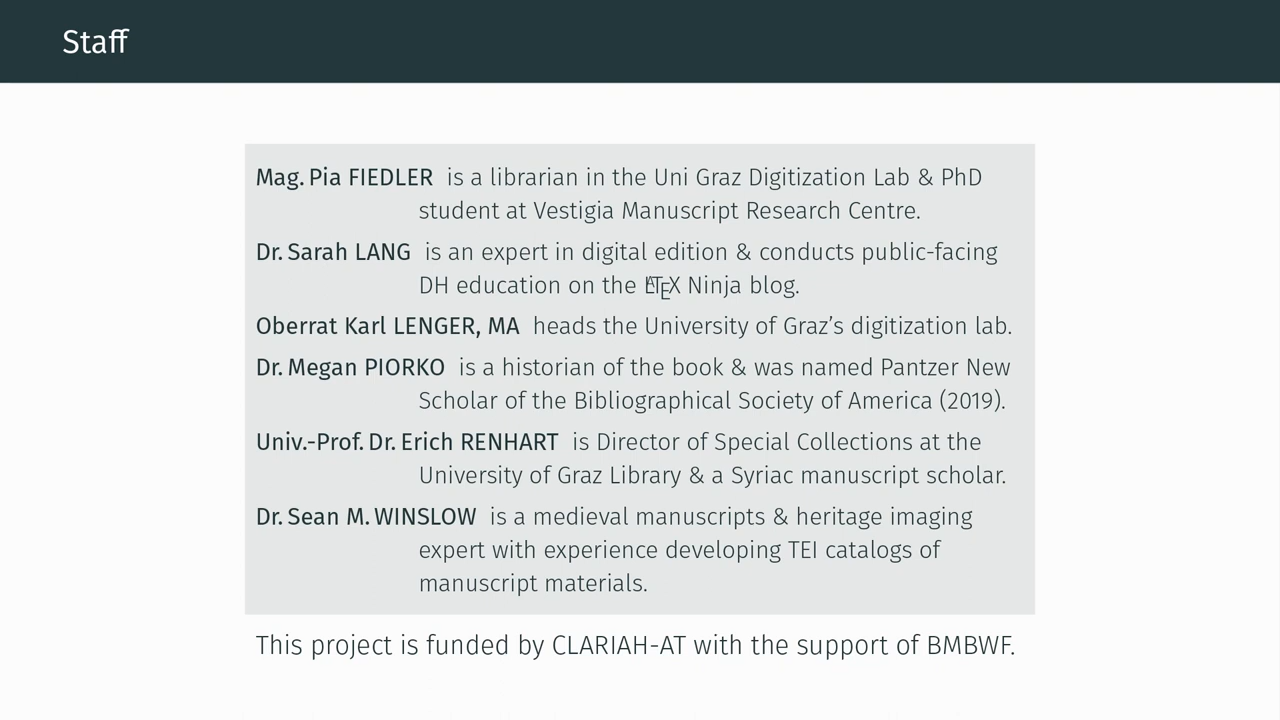 Staff
Mag. Pia FIEDLER is a librarian in the Uni Graz Digitization Lab & PhD
student at Vestigia Manuscript Research Centre.
Dr. Sarah LANG is an expert in digital edition & conducts public-facing
DH education on the LATEX Ninja blog.
Oberrat Karl LENGER, MA heads the University of Graz’s digitization lab.
Dr. Megan PIORKO is a historian of the book & was named Pantzer New
Scholar of the Bibliographical Society of America (2019).
Univ.-Prof. Dr. Erich RENHART is Director of Special Collections at the
University of Graz Library & a Syriac manuscript scholar.
Dr. Sean M. WINSLOW is a medieval manuscripts & heritage imaging
expert with experience developing TEI catalogs of
manuscript materials.
This project is funded by CLARIAH-AT with the support of BMBWF.